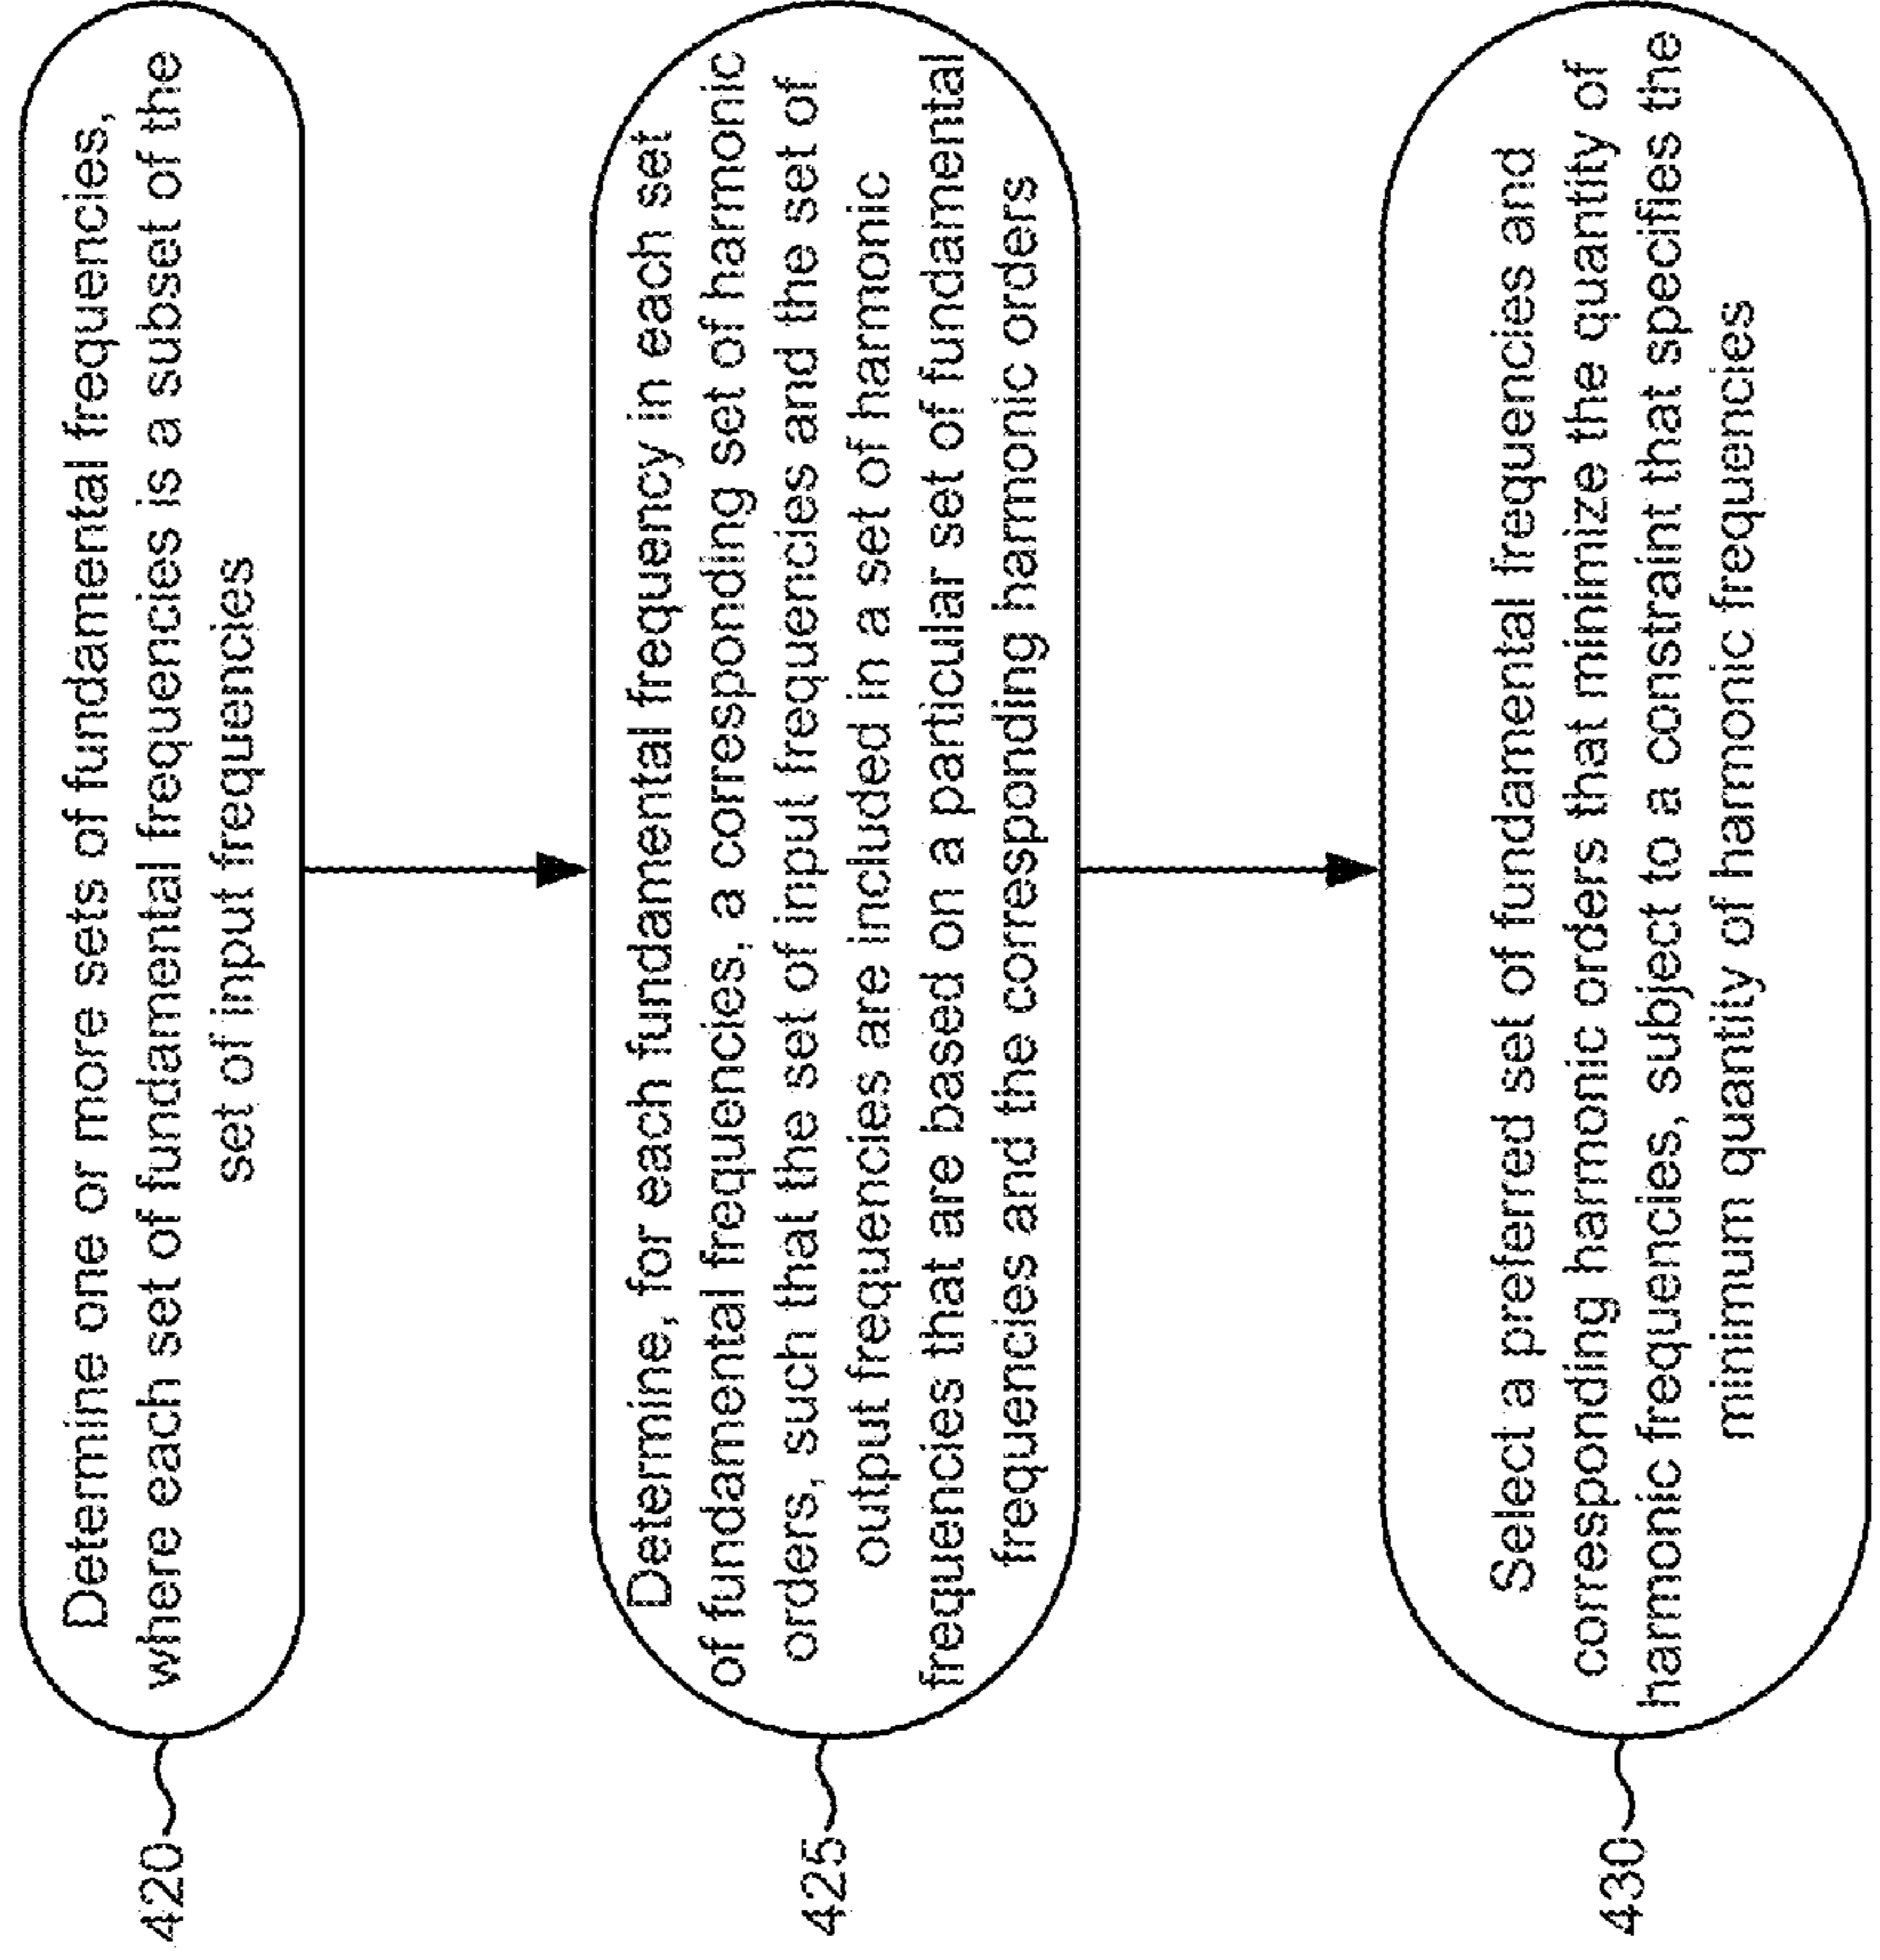 420
Determine one or more sets of fundamental frequencies,
where each set of fundamental frequencies is a subset of the
set of input frequencies
425
Determine, for each fundamental frequency in each set
of fundamental frequencies, a corresponding set of harmonic
orders, such that the set of input frequencies and the set of
output frequencies are included in a set of harmonic
frequencies that are based on a particular set of fundamental
frequencies and the corresponding harmonic orders
430
Select a preferred set of fundamental frequencies and
corresponding harmonic orders that minimize the quantity of
harmonic frequencies, subject to a constraint that specifies the
minimum quantity of harmonic frequencies